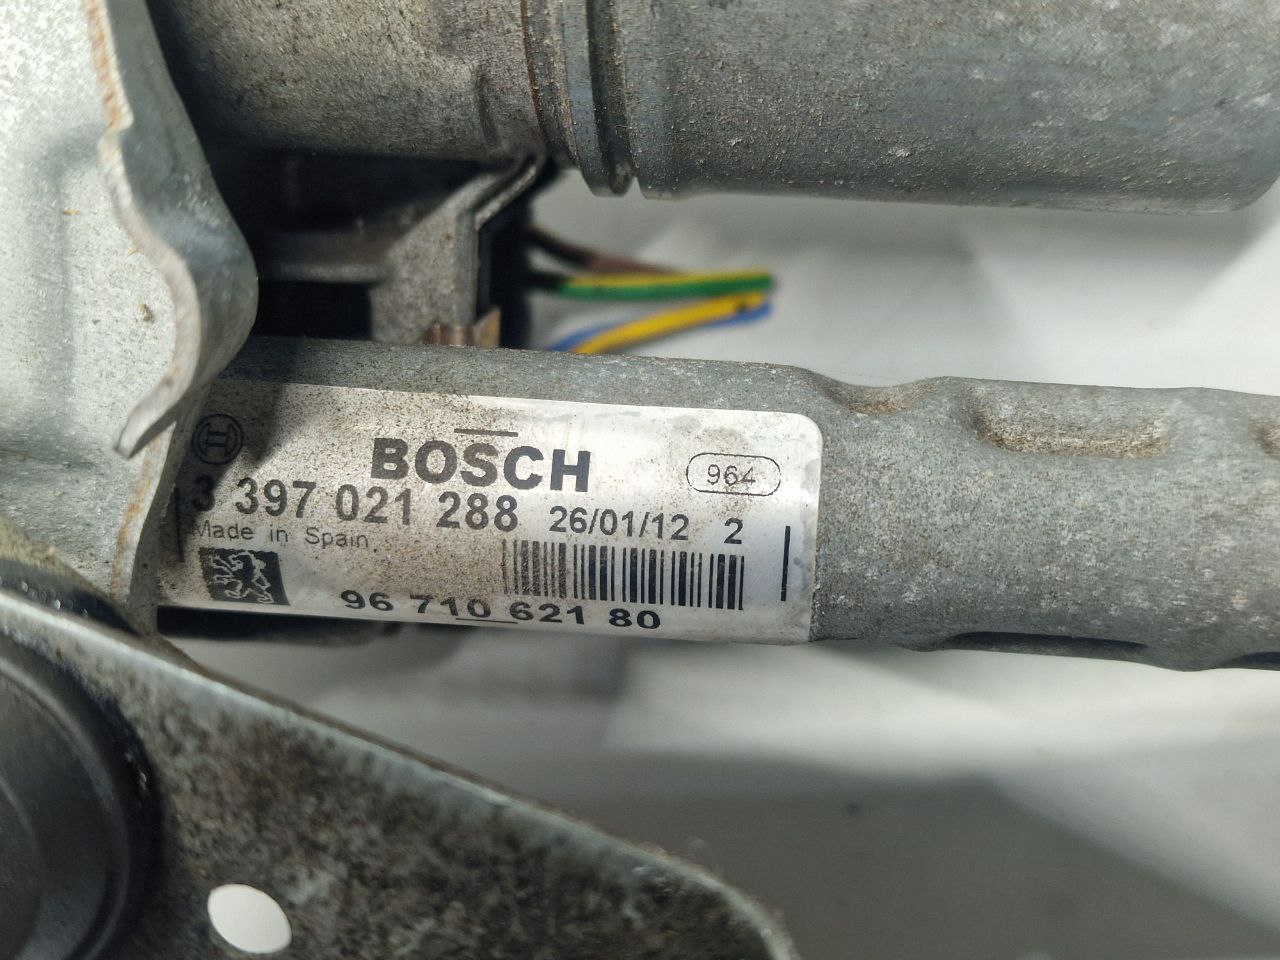 BOSCH 964
3 397 021 288 26/01/12 2
Made in Spain
96 710 621 80